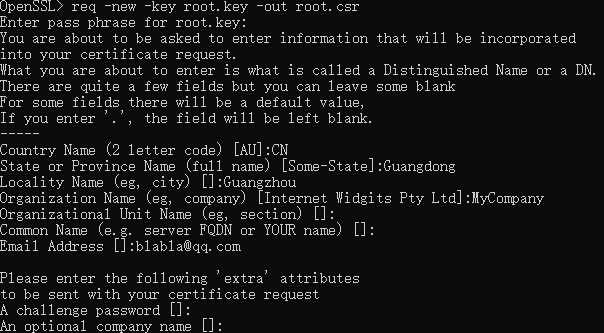 OpenSSL> req -new -key root.key -out root.csr
Enter pass phrase for root.key:
You are about to be asked to enter information that will be incorporated
into your certificate request.
What you are about to enter is what is called a Distinguished Name or a DN.
There are quite a few fields but you can leave some blank
For some fields there will be a default value,
If you enter '.', the field will be left blank.
-----
Country Name (2 letter code) [AU]:CN
State or Province Name (full name) [Some-State]:Guangdong
Locality Name (eg, city) []:Guangzhou
Organization Name (eg, company) [Internet Widgits Pty Ltd]:MyCompany
Organizational Unit Name (eg, section) []:
Common Name (e.g. server FQDN or YOUR name) []:
Email Address []:blabla@qq.com

Please enter the following 'extra' attributes
to be sent with your certificate request
A challenge password []:
An optional company name []: